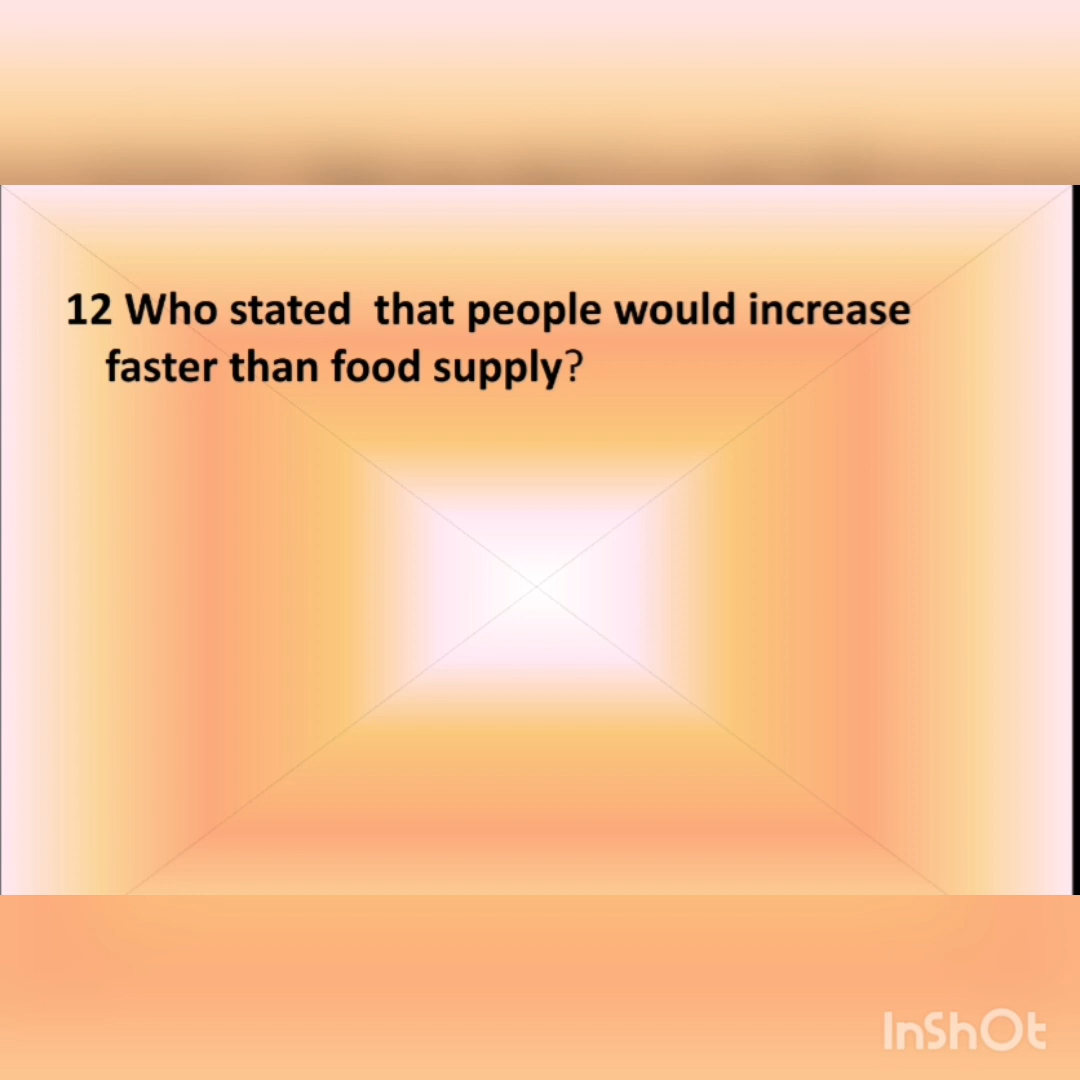 12 Who stated  that people would increase
faster than food supply?
InShOt